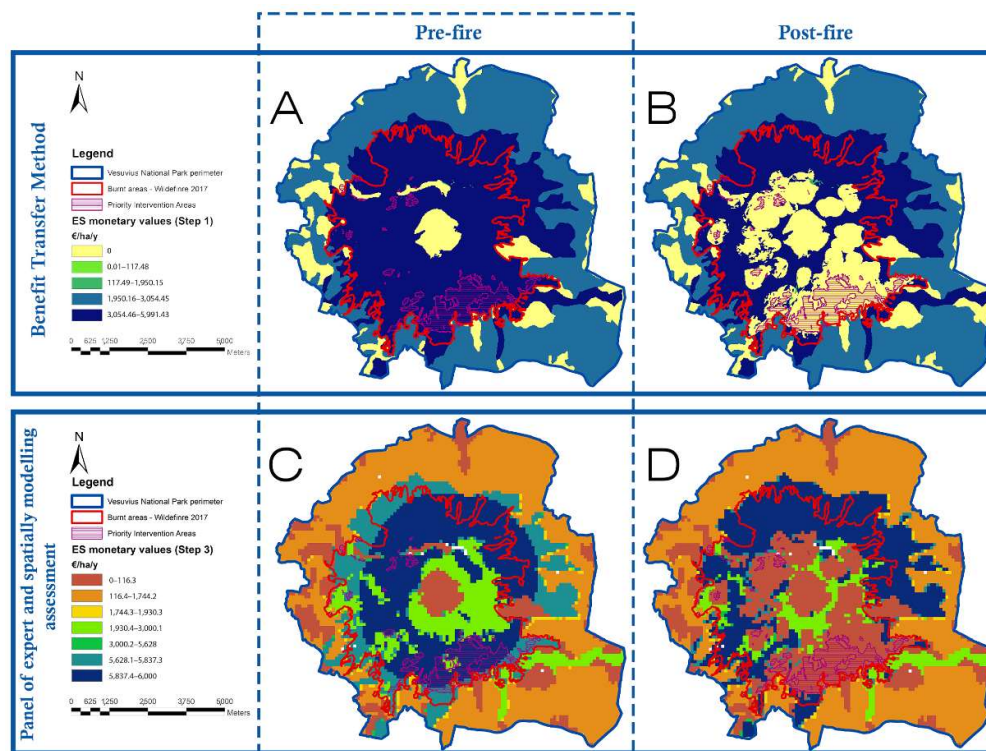 Pre-fire
Post-fire
Benefit Transfer Method
N
Legend
Vesuvius National Park perimeter
Burnt areas - Wildefinre 2017
Priority Intervention Areas
ES monetary values (Step 1)
€/ha/y
0
0.01–117.48
117.49–1,950.15
1,950.16–3,054.45
3,054.46–5,991.43
0 625 1,250 2,500 3,750 5,000
Meters
A
B
Panel of expert and spatially modelling
assessment
N
Legend
Vesuvius National Park perimeter
Burnt areas - Wildefinre 2017
Priority Intervention Areas
ES monetary values (Step 3)
€/ha/y
0–116.3
116.4–1,744.2
1,744.3–1,930.3
1,930.4–3,000.1
3,000.2–5,628
5,628.1–5,837.3
5,837.4–6,000
0 625 1,250 2,500 3,750 5,000
Meters
C
D